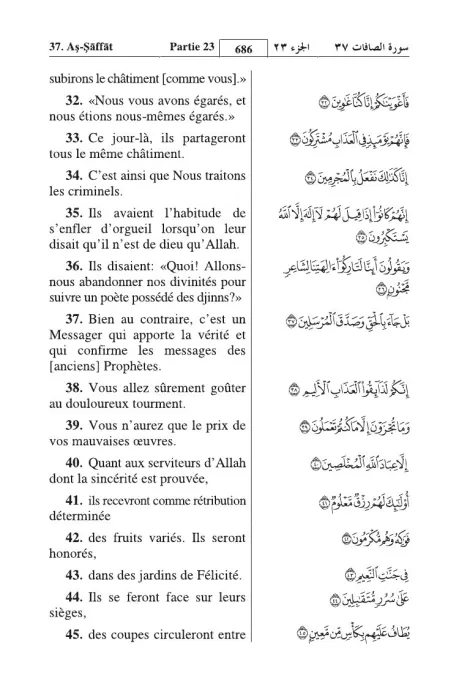 37. Aṣ-Ṣāffāt Partie 23 686 الجزء ٢٣ سورة الصافات ٣٧
subirons le châtiment [comme vous].»
32. «Nous vous avons égarés, et
nous étions nous-mêmes égarés.»
33. Ce jour-là, ils partageront
tous le même châtiment.
34. C'est ainsi que Nous traitons
les criminels.
35. Ils avaient l'habitude de
s'enfler d'orgueil lorsqu'on leur
disait qu'il n'est de dieu qu'Allah.
36. Ils disaient: «Quoi! Allons-
nous abandonner nos divinités pour
suivre un poète possédé des djinns?»
37. Bien au contraire, c'est un
Messager qui apporte la vérité et
qui confirme les messages des
[anciens] Prophètes.
38. Vous allez sûrement goûter
au douloureux tourment.
39. Vous n'aurez que le prix de
vos mauvaises œuvres.
40. Quant aux serviteurs d'Allah
dont la sincérité est prouvée,
41. ils recevront comme rétribution
déterminée
42. des fruits variés. Ils seront
honorés,
43. dans des jardins de Félicité.
44. Ils se feront face sur leurs
sièges,
45. des coupes circuleront entre
فَأَغْوَيْنَـٰكُمْ إِنَّا كُنَّا غَـٰوِينَ ٣٢
فَإِنَّهُمْ يَوْمَئِذٍ فِى ٱلْعَذَابِ مُشْتَرِكُونَ ٣٣
إِنَّا كَذَٰلِكَ نَفْعَلُ بِٱلْمُجْرِمِينَ ٣٤
إِنَّهُمْ كَانُوٓا۟ إِذَا قِيلَ لَهُمْ لَآ إِلَـٰهَ إِلَّا ٱللَّهُ
يَسْتَكْبِرُونَ ٣٥
وَيَقُولُونَ أَئِنَّا لَتَارِكُوٓا۟ ءَالِهَتِنَا لِشَاعِرٍ
مَّجْنُونٍۭ ٣٦
بَلْ جَآءَ بِٱلْحَقِّ وَصَدَّقَ ٱلْمُرْسَلِينَ ٣٧
إِنَّكُمْ لَذَآئِقُوا۟ ٱلْعَذَابِ ٱلْأَلِيمِ ٣٨
وَمَا تُجْزَوْنَ إِلَّا مَا كُنتُمْ تَعْمَلُونَ ٣٩
إِلَّا عِبَادَ ٱللَّهِ ٱلْمُخْلَصِينَ ٤٠
أُو۟لَـٰٓئِكَ لَهُمْ رِزْقٌ مَّعْلُومٌ ٤١
فَوَٰكِهُ وَهُم مُّكْرَمُونَ ٤٢
فِى جَنَّـٰتِ ٱلنَّعِيمِ ٤٣
عَلَىٰ سُرُرٍ مُّتَقَـٰبِلِينَ ٤٤
يُطَافُ عَلَيْهِم بِكَأْسٍ مِّن مَّعِينٍۭ ٤٥